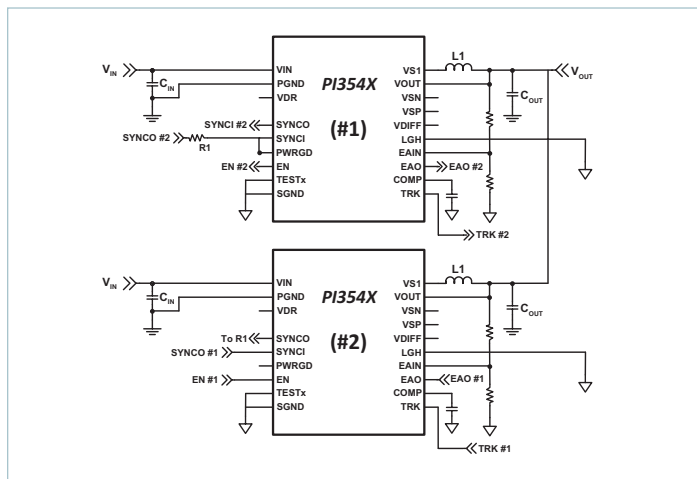 V_IN
C_IN
VIN
PGND
VDR
SYNCO
SYNCI
PWRGD
EN
TESTx
SGND
SYNCI #2
SYNCO #2
R1
EN #2
PI354X
(#1)
VS1
VOUT
VSN
VSP
VDIFF
LGH
EAIN
EAO
COMP
TRK
L1
V_OUT
C_OUT
EAO #2
TRK #2
V_IN
C_IN
VIN
PGND
VDR
SYNCO
SYNCI
PWRGD
EN
TESTx
SGND
To R1
SYNCO #1
EN #1
PI354X
(#2)
VS1
VOUT
VSN
VSP
VDIFF
LGH
EAIN
EAO
COMP
TRK
L1
C_OUT
EAO #1
TRK #1